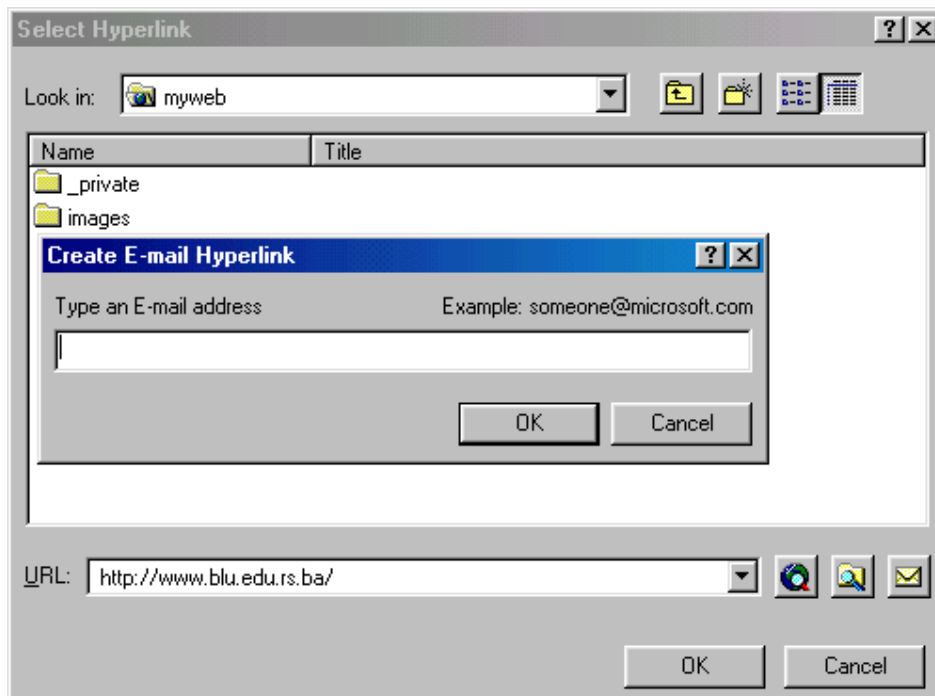 Select Hyperlink
Look in: myweb
Name Title
_private
images
Create E-mail Hyperlink
Type an E-mail address Example: someone@microsoft.com
OK Cancel
URL: http://www.blu.edu.rs.ba/
OK Cancel